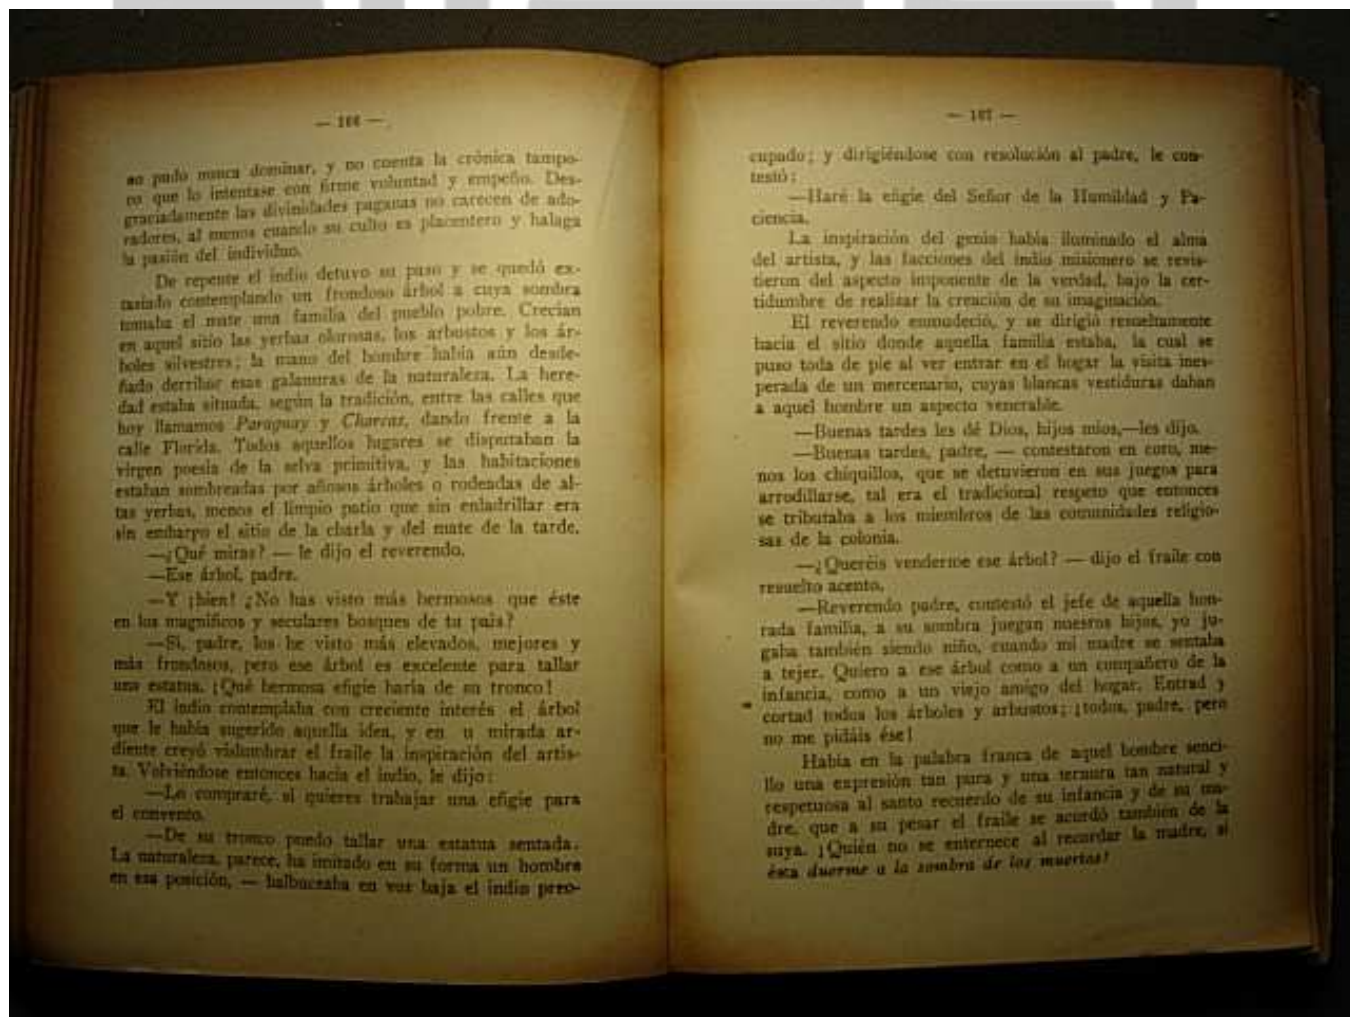 — 166 —
no pudo nunca dominar, y no cuenta la crónica tampo-
co que lo intentase con firme voluntad y empeño. Des-
graciadamente las divinidades paganas no carecen de ado-
radores, al menos cuando su culto es placentero y halaga
la pasión del individuo.
De repente el indio detuvo su paso y se quedó ex-
tasiado contemplando un frondoso árbol a cuya sombra
tomaba el mate una familia del pueblo pobre. Crecían
en aquel sitio las yerbas olorosas, los arbustos y los ár-
boles silvestres; la mano del hombre había aún desde-
ñado derribar esas galanuras de la naturaleza. La here-
dad estaba situada, según la tradición, entre las calles que
hoy llamamos Paraguay y Charcas, dando frente a la
calle Florida. Todos aquellos lugares se dispertaban la
virgen poesía de la selva primitiva, y las habitaciones
estaban sombreadas por añosos árboles o rodeadas de al-
tas yerbas, menos el limpio patio que sin enladrillar era
sin embargo el sitio de la charla y del mate de la tarde.
—¿Qué miras? — le dijo el reverendo.
—Ese árbol, padre.
—Y ¡bien! ¿No has visto más hermosos que éste
en los magníficos y seculares bosques de tu país?
—Sí, padre, los he visto más elevados, mejores y
más frondosos, pero ese árbol es excelente para tallar
una estatua. ¡Qué hermosa efigie haría de su tronco!
El indio contemplaba con creciente interés el árbol
que le había sugerido aquella idea, y en u mirada ar-
diente creyó vislumbrar el fraile la inspiración del artis-
ta. Volviéndose entonces hacia el indio, le dijo:
—Lo compraré, si quieres trabajar una efigie para
el convento.
—De su tronco puedo tallar una estatua sentada.
La naturaleza, parece, ha imitado en su forma un hombre
en esa posición, — balbuceaba en voz baja el indio preo-
— 167 —
cupado; y dirigiéndose con resolución al padre, le con-
testó:
—Haré la efigie del Señor de la Humildad y Pa-
ciencia.
La inspiración del genio había iluminado el alma
del artista, y las facciones del indio misionero se revis-
tieron del aspecto imponente de la verdad, bajo la cer-
tidumbre de realizar la creación de su imaginación.
El reverendo enmudeció, y se dirigió resueltamente
hacia el sitio donde aquella familia estaba, la cual se
puso toda de pie al ver entrar en el hogar la visita ines-
perada de un mercenario, cuyas blancas vestiduras daban
a aquel hombre un aspecto venerable.
—Buenas tardes les dé Dios, hijos míos,—les dijo.
—Buenas tardes, padre, — contestaron en coro, me-
nos los chiquillos, que se detuvieron en sus juegos para
arrodillarse, tal era el tradicional respeto que entonces
se tributaba a los miembros de las comunidades religio-
sas de la colonia.
—¿Queréis venderme ese árbol? — dijo el fraile con
resuelto acento.
—Reverendo padre, contestó el jefe de aquella hon-
rada familia, a su sombra juegan nuesros hijos, yo ju-
gaba también siendo niño, cuando mi madre se sentaba
a tejer. Quiero a ese árbol como a un compañero de la
infancia, como a un viejo amigo del hogar. Entrad y
cortad todos los árboles y arbustos; ¡todos, padre, pero
no me pidáis ése!
Había en la palabra franca de aquel hombre senci-
llo una expresión tan pura y una ternura tan natural y
respetuosa al santo recuerdo de su infancia y de su ma-
dre, que a su pesar el fraile se acordó también de la
suya. ¡Quién no se enternece al recordar la madre, si
ésta duerme a la sombra de los muertos!